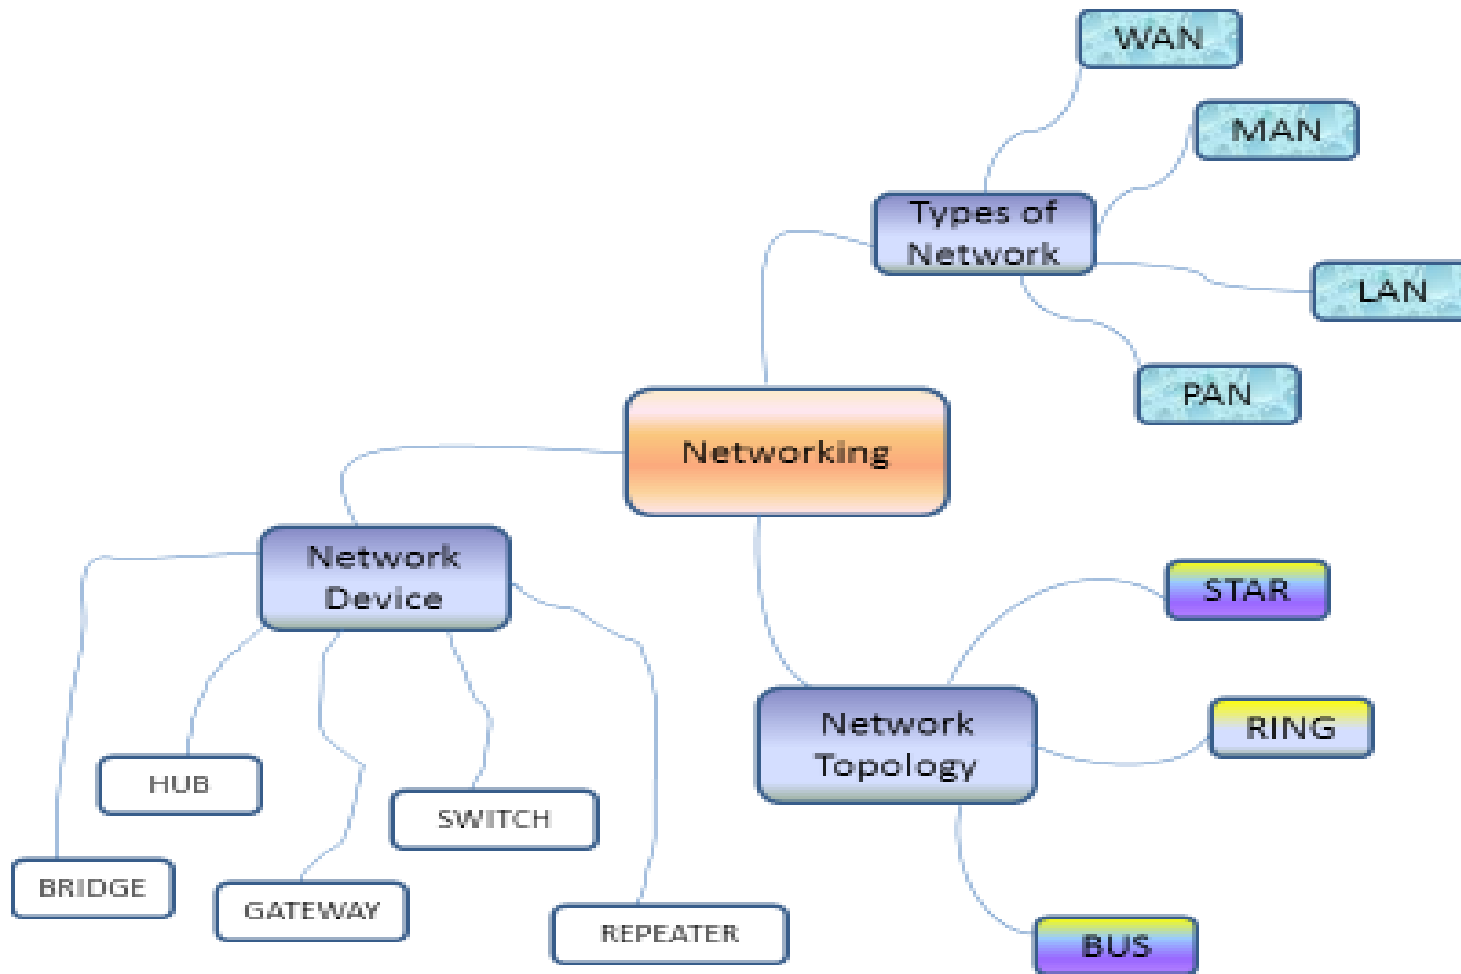 WAN
MAN
Types of
Network
LAN
PAN
Networking
Network
Device
STAR
Network
Topology
RING
HUB
SWITCH
BRIDGE
GATEWAY
REPEATER
BUS